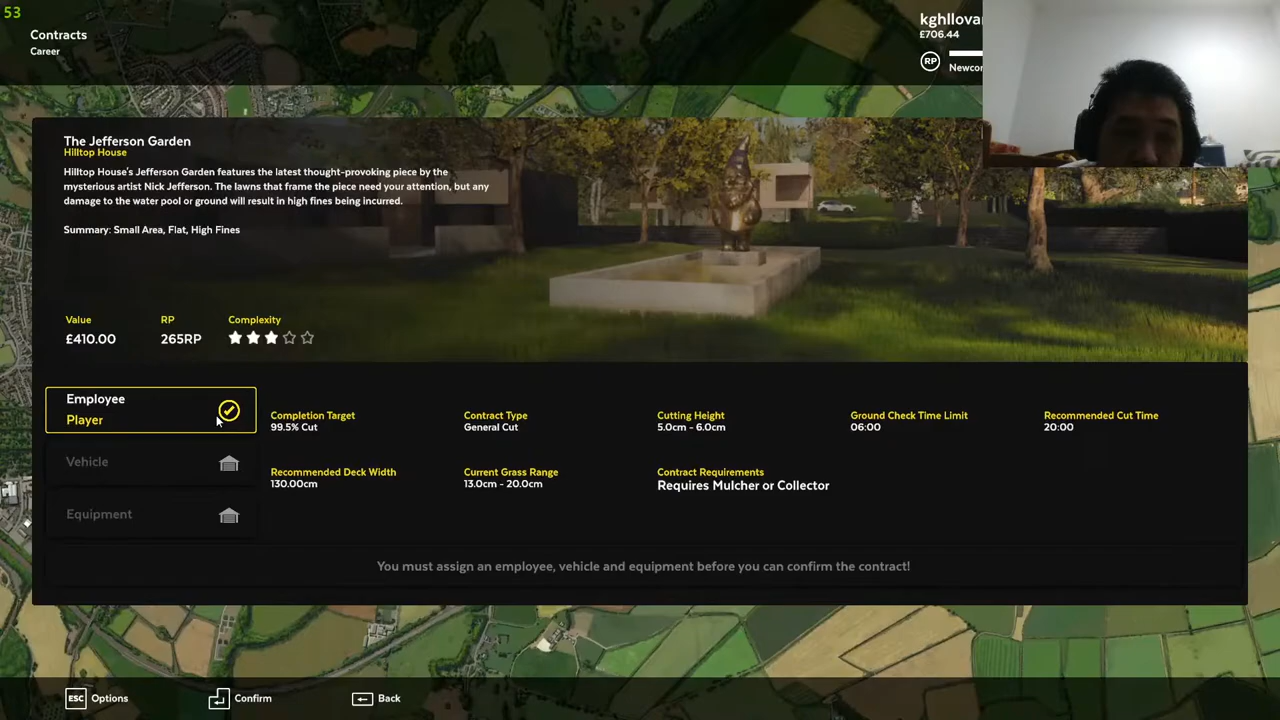 53
Contracts
Career
kghllova
£706.44
RP
Newcor
The Jefferson Garden
Hilltop House
Hilltop House's Jefferson Garden features the latest thought-provoking piece by the
mysterious artist Nick Jefferson. The lawns that frame the piece need your attention, but any
damage to the water pool or ground will result in high fines being incurred.
Summary: Small Area, Flat, High Fines
Value
RP
Complexity
£410.00
265RP
Employee
Player
Vehicle
Equipment
Completion Target
99.5% Cut
Contract Type
General Cut
Cutting Height
5.0cm - 6.0cm
Ground Check Time Limit
06:00
Recommended Cut Time
20:00
Recommended Deck Width
130.00cm
Current Grass Range
13.0cm - 20.0cm
Contract Requirements
Requires Mulcher or Collector
You must assign an employee, vehicle and equipment before you can confirm the contract!
ESC Options
Confirm
Back